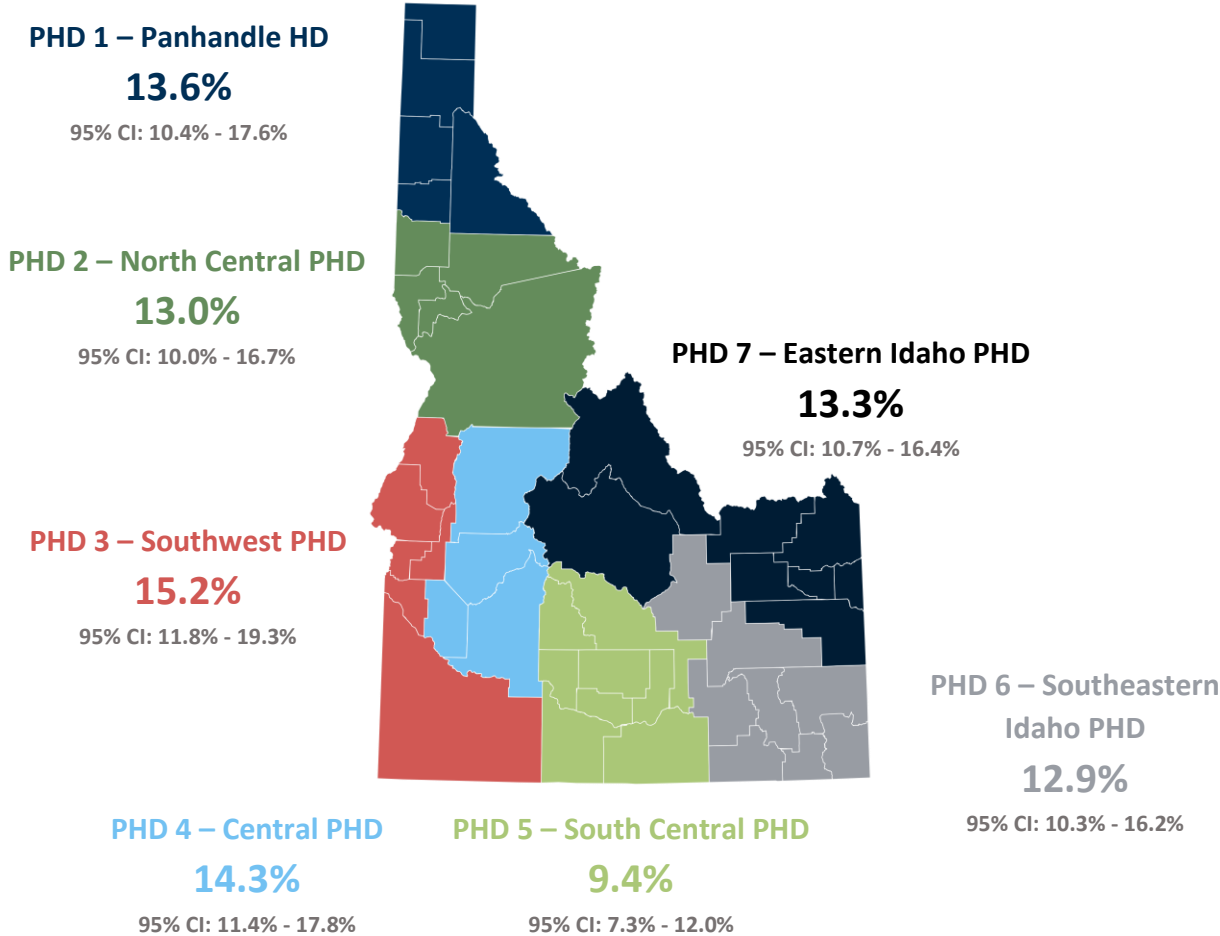 PHD 1 – Panhandle HD
13.6%
95% CI: 10.4% - 17.6%
PHD 2 – North Central PHD
13.0%
95% CI: 10.0% - 16.7%
PHD 7 – Eastern Idaho PHD
13.3%
95% CI: 10.7% - 16.4%
PHD 3 – Southwest PHD
15.2%
95% CI: 11.8% - 19.3%
PHD 6 – Southeastern
Idaho PHD
12.9%
95% CI: 10.3% - 16.2%
PHD 4 – Central PHD
14.3%
95% CI: 11.4% - 17.8%
PHD 5 – South Central PHD
9.4%
95% CI: 7.3% - 12.0%